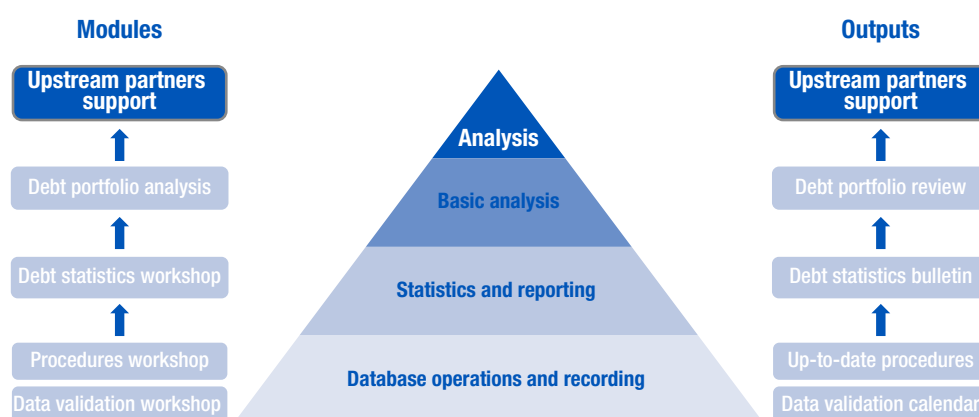 Modules
Upstream partners
support
Debt portfolio analysis
Debt statistics workshop
Procedures workshop
Data validation workshop
Analysis
Basic analysis
Statistics and reporting
Database operations and recording
Outputs
Upstream partners
support
Debt portfolio review
Debt statistics bulletin
Up-to-date procedures
Data validation calendar